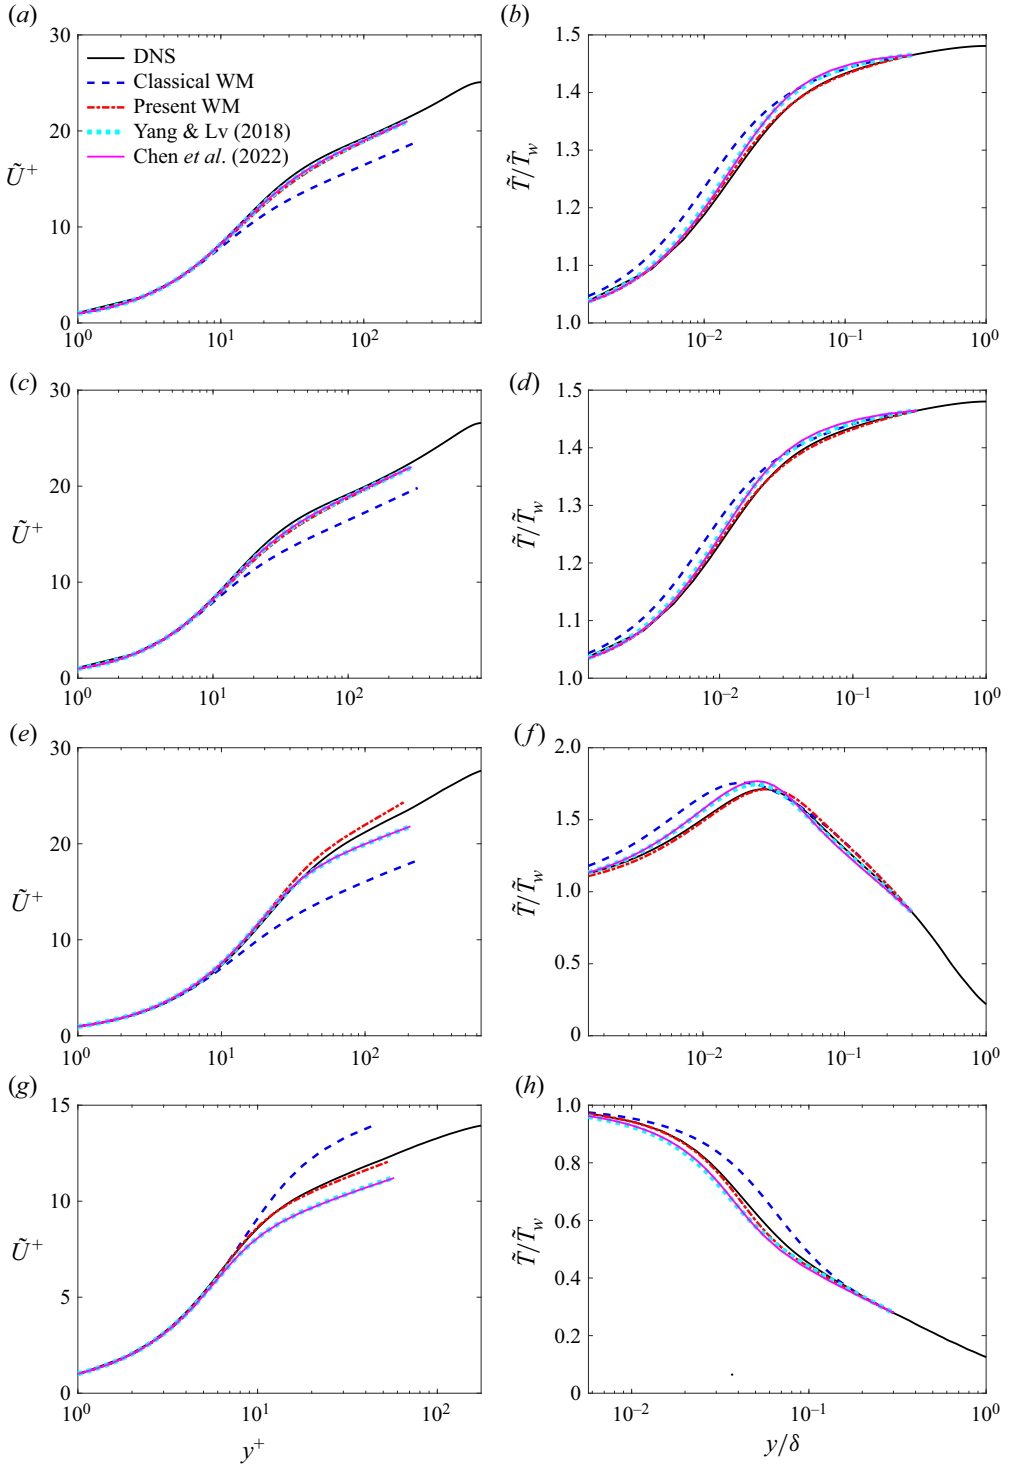 (a)
30
20
10
0
Ũ⁺
DNS
Classical WM
Present WM
Yang & Lv (2018)
Chen et al. (2022)
10⁰
10¹
10²
(b)
1.5
1.4
1.3
1.2
1.1
1.0
T̃/T̃w
10⁻²
10⁻¹
10⁰
(c)
30
20
10
0
Ũ⁺
10⁰
10¹
10²
(d)
1.5
1.4
1.3
1.2
1.1
1.0
T̃/T̃w
10⁻²
10⁻¹
10⁰
(e)
30
20
10
0
Ũ⁺
10⁰
10¹
10²
(f)
2.0
1.5
1.0
0.5
0
T̃/T̃w
10⁻²
10⁻¹
10⁰
(g)
15
10
5
0
Ũ⁺
10⁰
10¹
10²
y⁺
(h)
1.0
0.8
0.6
0.4
0.2
0
T̃/T̃w
10⁻²
10⁻¹
10⁰
y/δ